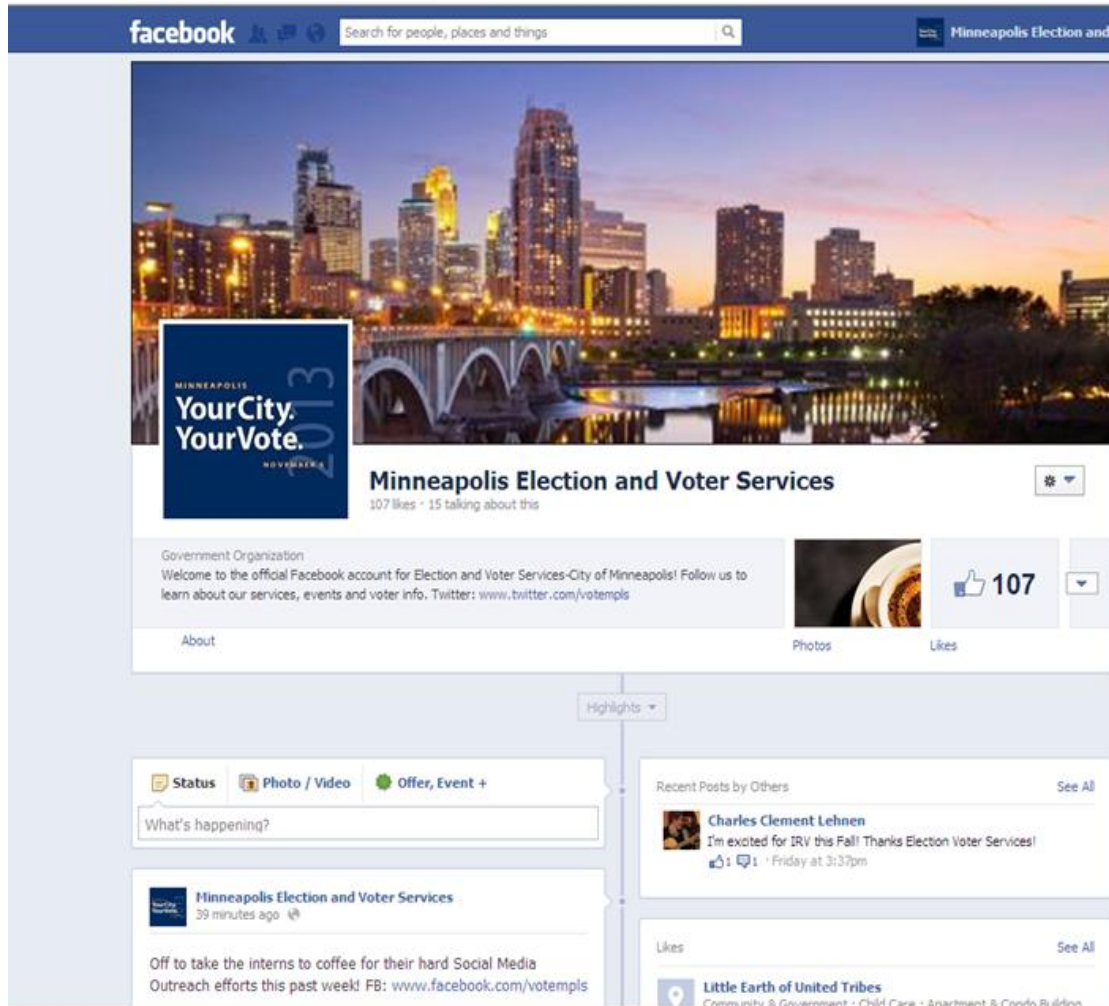 facebook
Search for people, places and things
Minneapolis Election and
MINNEAPOLIS
YourCity.
YourVote.
2013
NOVEMBER 5
Minneapolis Election and Voter Services
107 likes · 15 talking about this
Government Organization
Welcome to the official Facebook account for Election and Voter Services-City of Minneapolis! Follow us to
learn about our services, events and voter info. Twitter: www.twitter.com/votempls
About
Photos
107
Likes
Highlights
Status
Photo / Video
Offer, Event +
What's happening?
Minneapolis Election and Voter Services
39 minutes ago
Off to take the interns to coffee for their hard Social Media
Outreach efforts this past week! FB: www.facebook.com/votempls
Recent Posts by Others
See All
Charles Clement Lehnen
I'm excited for IRV this Fall! Thanks Election Voter Services!
1 1 · Friday at 3:37pm
Likes
See All
Little Earth of United Tribes
Community & Government · Child Care · Apartment & Condo Building